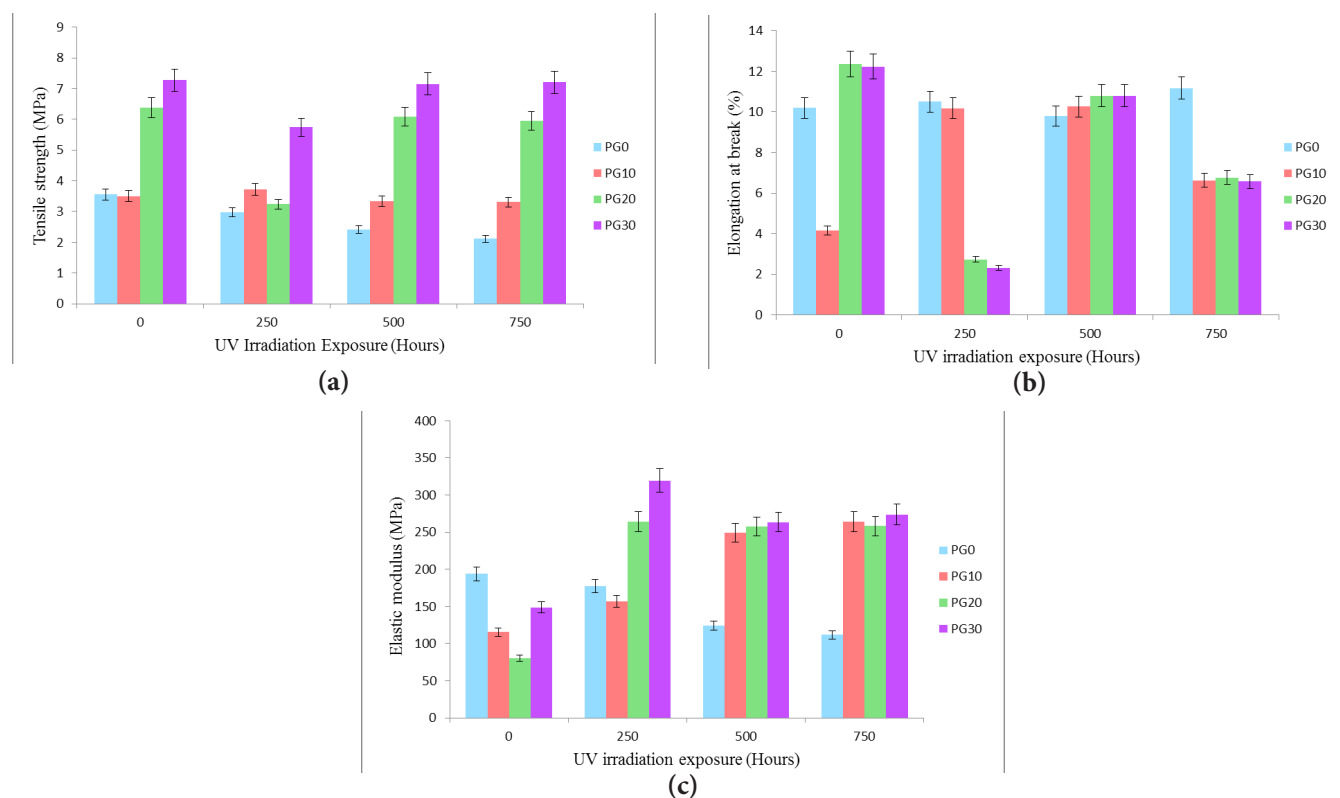 9
8
7
6
5
4
3
2
1
0
Tensile strength (MPa)
0 250 500 750
UV Irradiation Exposure (Hours)
PG0
PG10
PG20
PG30
(a)
14
12
10
8
6
4
2
0
Elongation at break (%)
0 250 500 750
UV irradiation exposure (Hours)
PG0
PG10
PG20
PG30
(b)
400
350
300
250
200
150
100
50
0
Elastic modulus (MPa)
0 250 500 750
UV irradiation exposure (Hours)
PG0
PG10
PG20
PG30
(c)